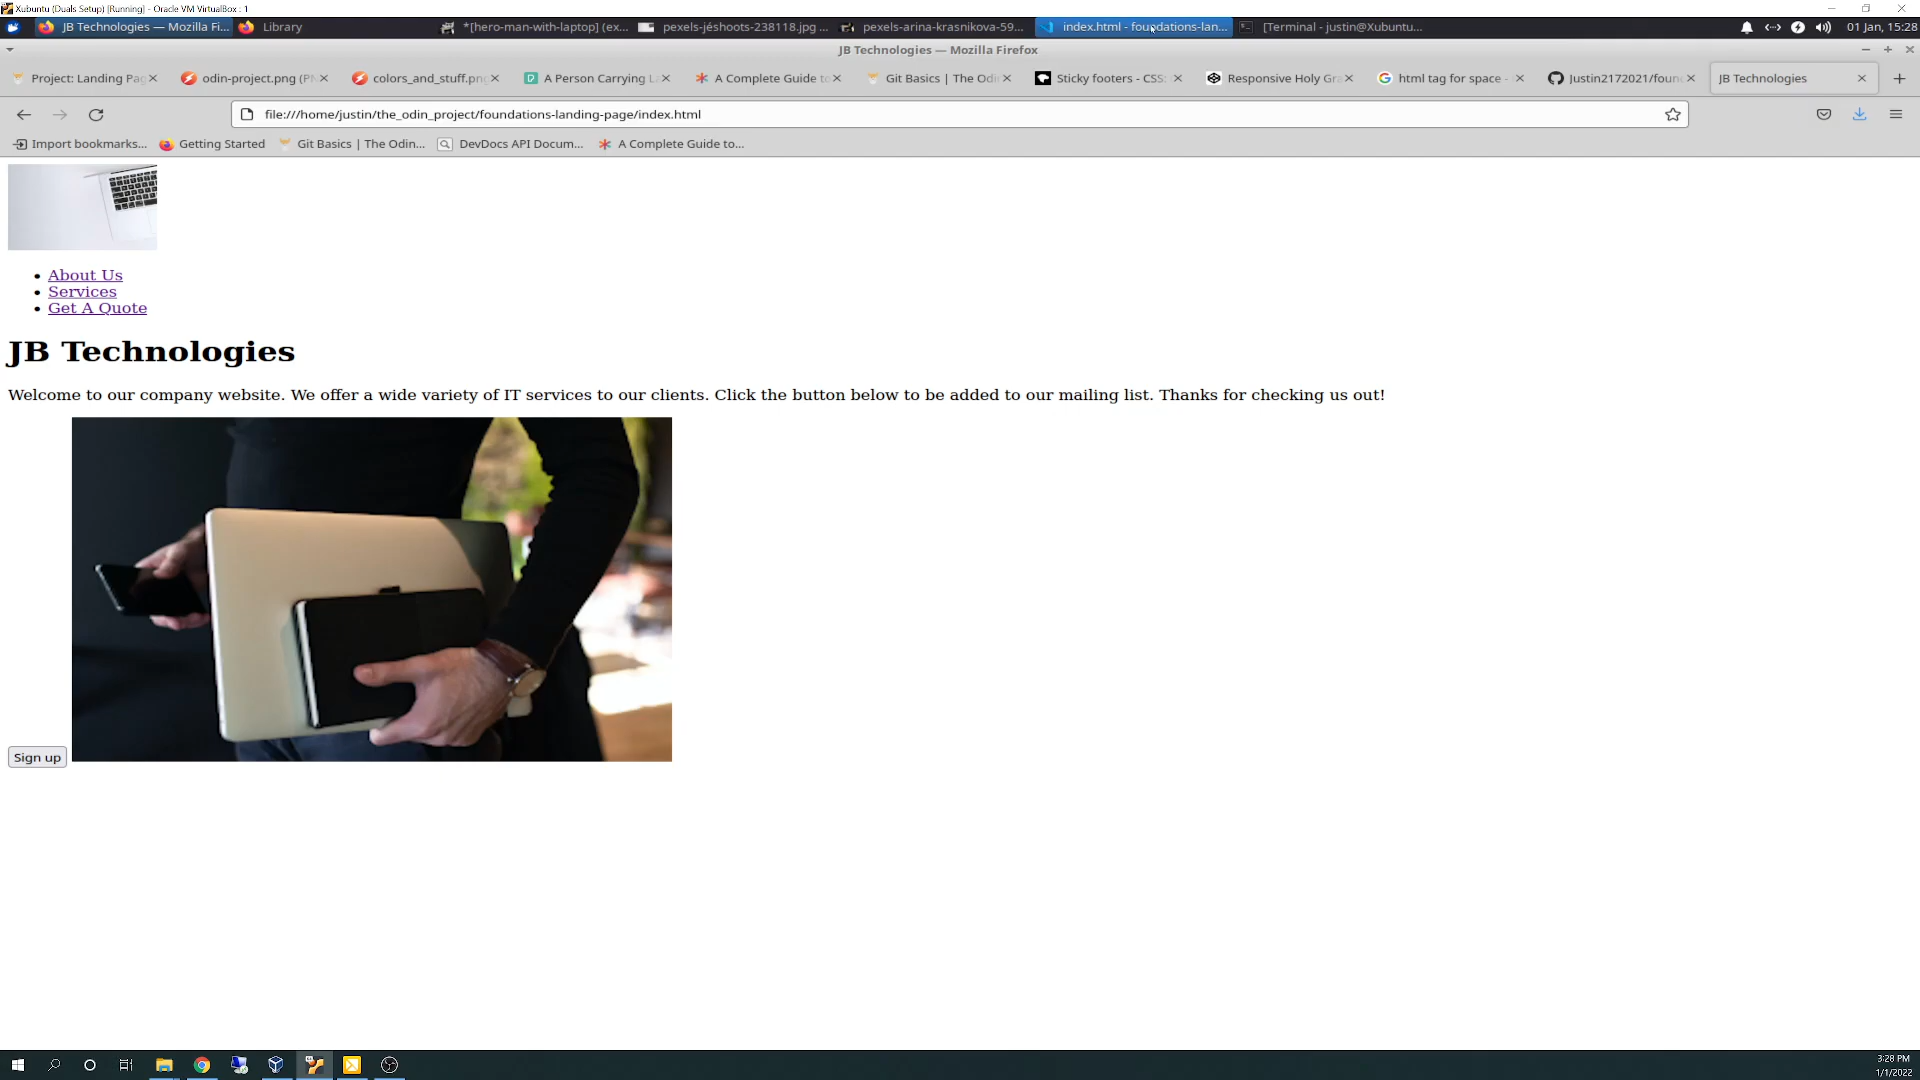 Xubuntu (Duals Setup) [Running] - Oracle VM VirtualBox : 1
JB Technologies — Mozilla Fi... Library *[hero-man-with-laptop] (ex... pexels-jéshoots-238118.jpg ... pexels-arina-krasnikova-59... index.html - foundations-lan... [Terminal - justin@Xubuntu... 01 Jan, 15:28
JB Technologies — Mozilla Firefox
Project: Landing Pag odin-project.png (PN colors_and_stuff.pn A Person Carrying L A Complete Guide to Git Basics | The Odi Sticky footers - CSS: Responsive Holy Gra html tag for space - Justin2172021/foun JB Technologies
file:///home/justin/the_odin_project/foundations-landing-page/index.html
Import bookmarks... Getting Started Git Basics | The Odin... DevDocs API Docum... A Complete Guide to...
About Us
Services
Get A Quote
JB Technologies
Welcome to our company website. We offer a wide variety of IT services to our clients. Click the button below to be added to our mailing list. Thanks for checking us out!
Sign up
3:28 PM
1/1/2022